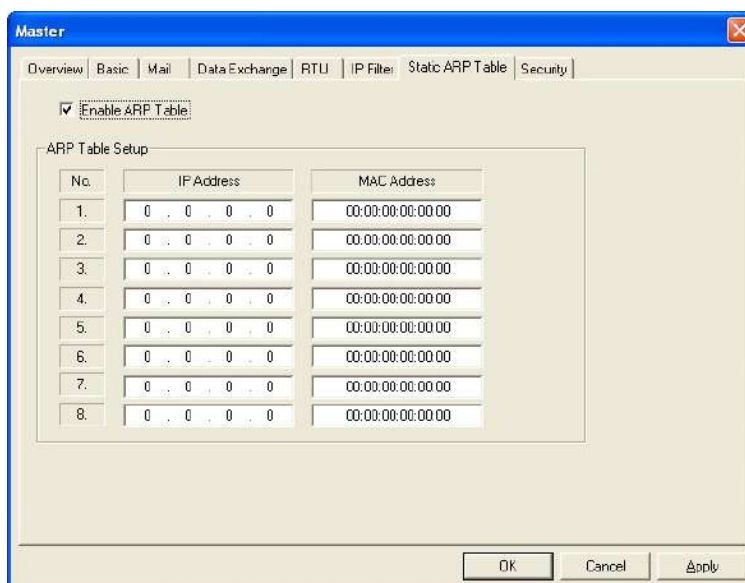 Master
Overview Basic Mail Data Exchange RTU IP Filter Static ARP Table Security
Enable ARP Table
ARP Table Setup
No. IP Address MAC Address
1. 0 . 0 . 0 . 0 00:00:00:00:00:00
2. 0 . 0 . 0 . 0 00:00:00:00:00:00
3. 0 . 0 . 0 . 0 00:00:00:00:00:00
4. 0 . 0 . 0 . 0 00:00:00:00:00:00
5. 0 . 0 . 0 . 0 00:00:00:00:00:00
6. 0 . 0 . 0 . 0 00:00:00:00:00:00
7. 0 . 0 . 0 . 0 00:00:00:00:00:00
8. 0 . 0 . 0 . 0 00:00:00:00:00:00
OK Cancel Apply